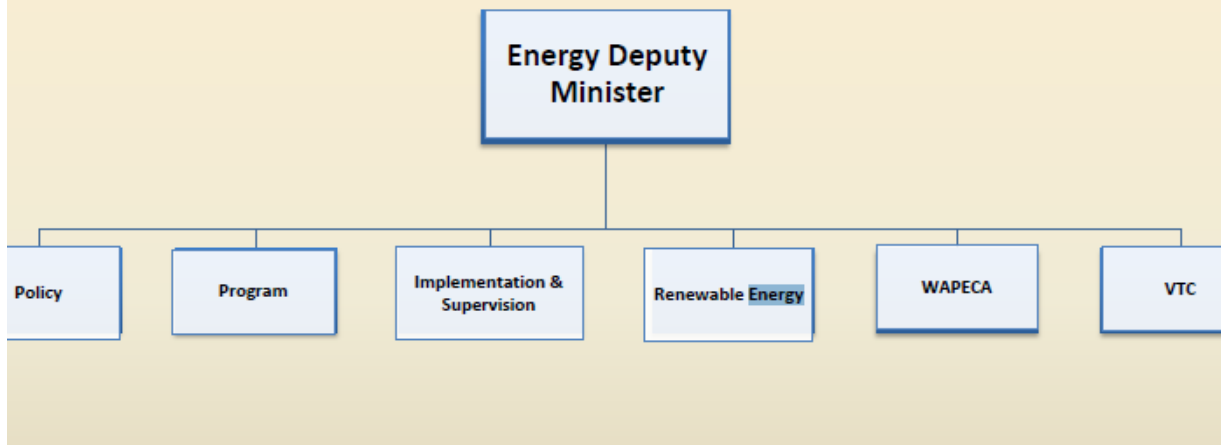 Energy Deputy
Minister
Policy
Program
Implementation &
Supervision
Renewable Energy
WAPECA
VTC